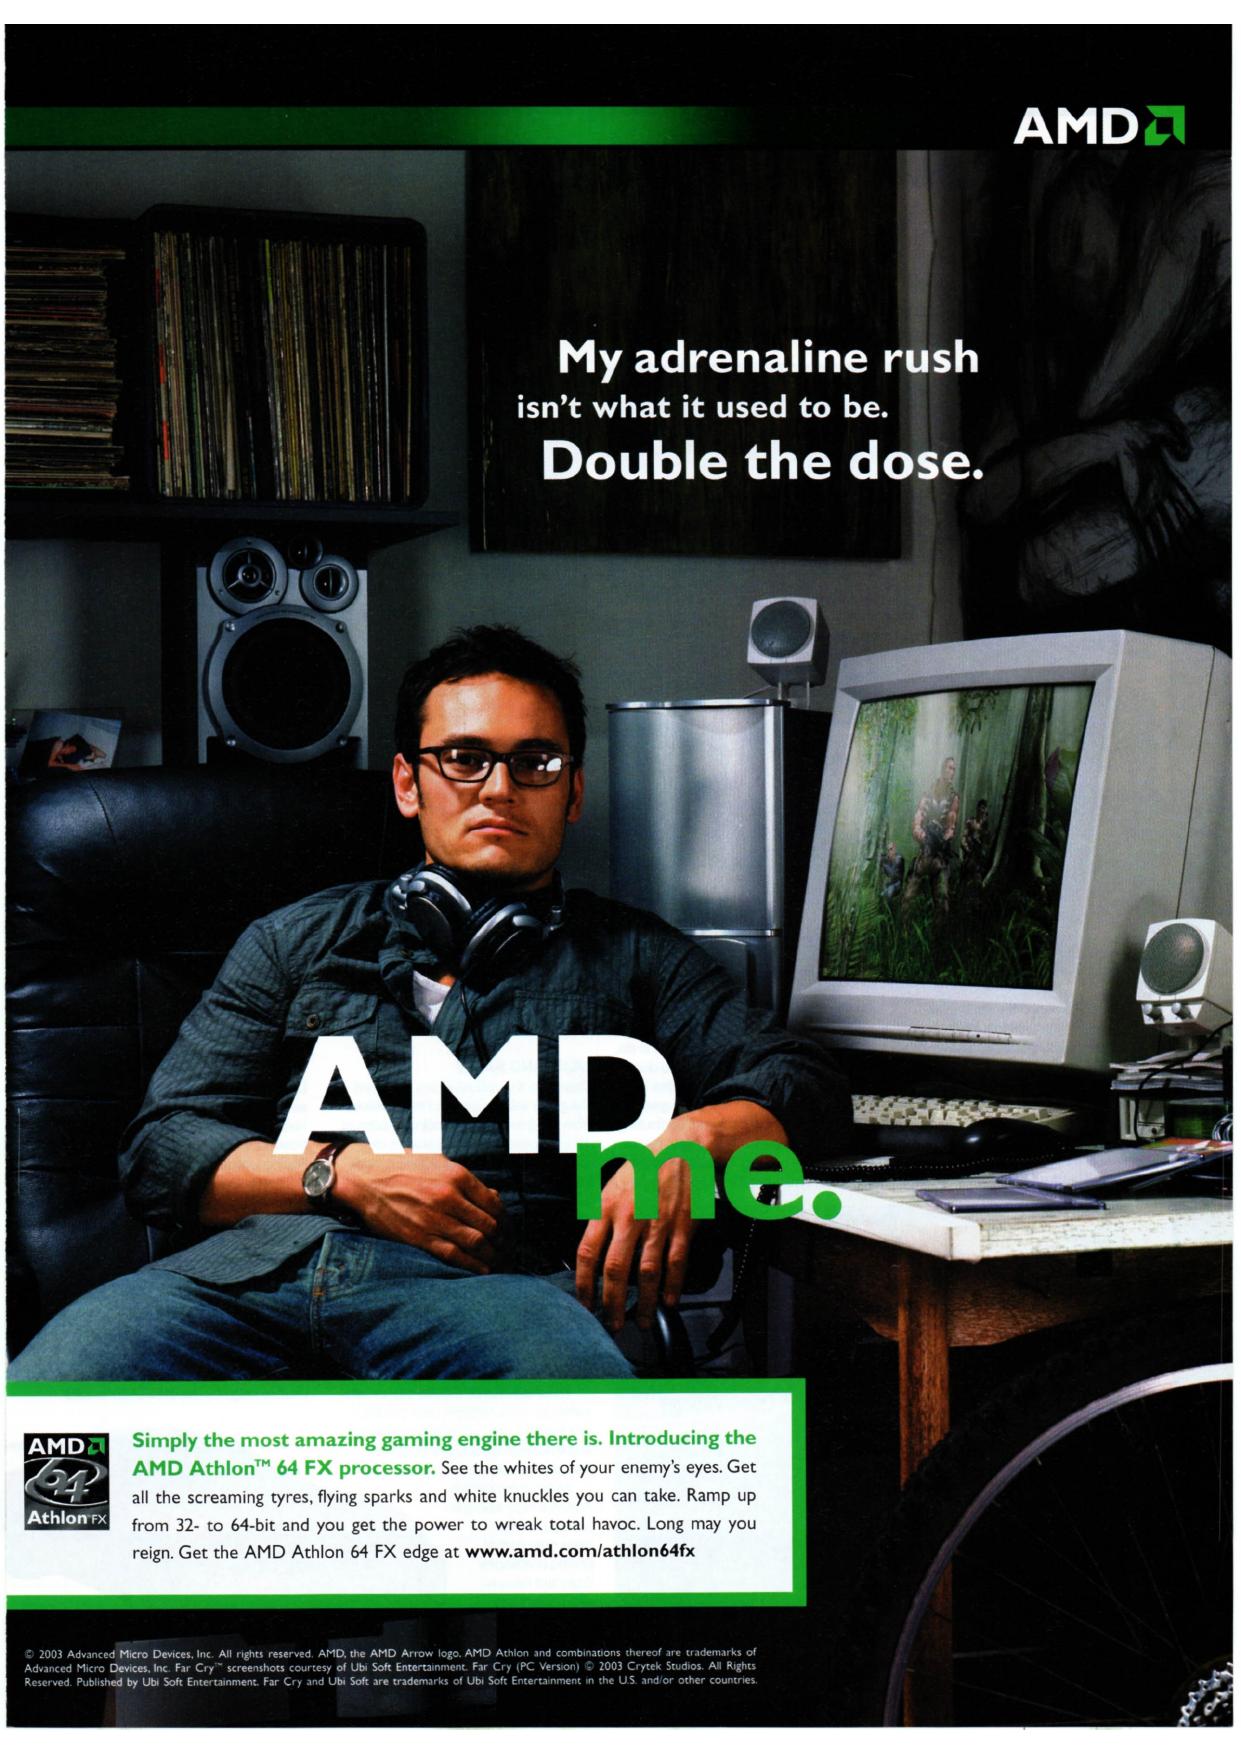 AMD
My adrenaline rush
isn't what it used to be.
Double the dose.
AMD
me.
AMD
64
Athlon FX
Simply the most amazing gaming engine there is. Introducing the
AMD Athlon™ 64 FX processor. See the whites of your enemy's eyes. Get
all the screaming tyres, flying sparks and white knuckles you can take. Ramp up
from 32- to 64-bit and you get the power to wreak total havoc. Long may you
reign. Get the AMD Athlon 64 FX edge at www.amd.com/athlon64fx
© 2003 Advanced Micro Devices, Inc. All rights reserved. AMD, the AMD Arrow logo, AMD Athlon and combinations thereof are trademarks of
Advanced Micro Devices, Inc. Far Cry™ screenshots courtesy of Ubi Soft Entertainment. Far Cry (PC Version) © 2003 Crytek Studios. All Rights
Reserved. Published by Ubi Soft Entertainment. Far Cry and Ubi Soft are trademarks of Ubi Soft Entertainment in the U.S. and/or other countries.